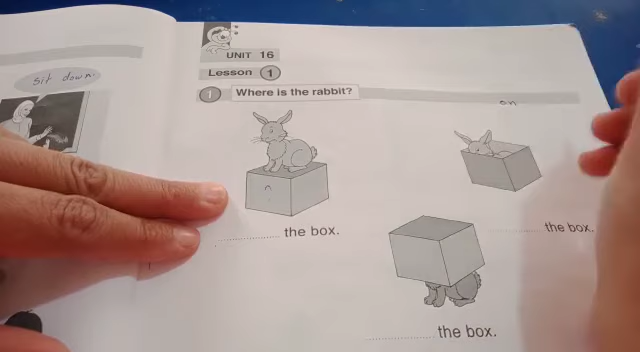 sit down.
UNIT 16
Lesson 1
1 Where is the rabbit?
on
............... the box.
............... the box.
............... the box.